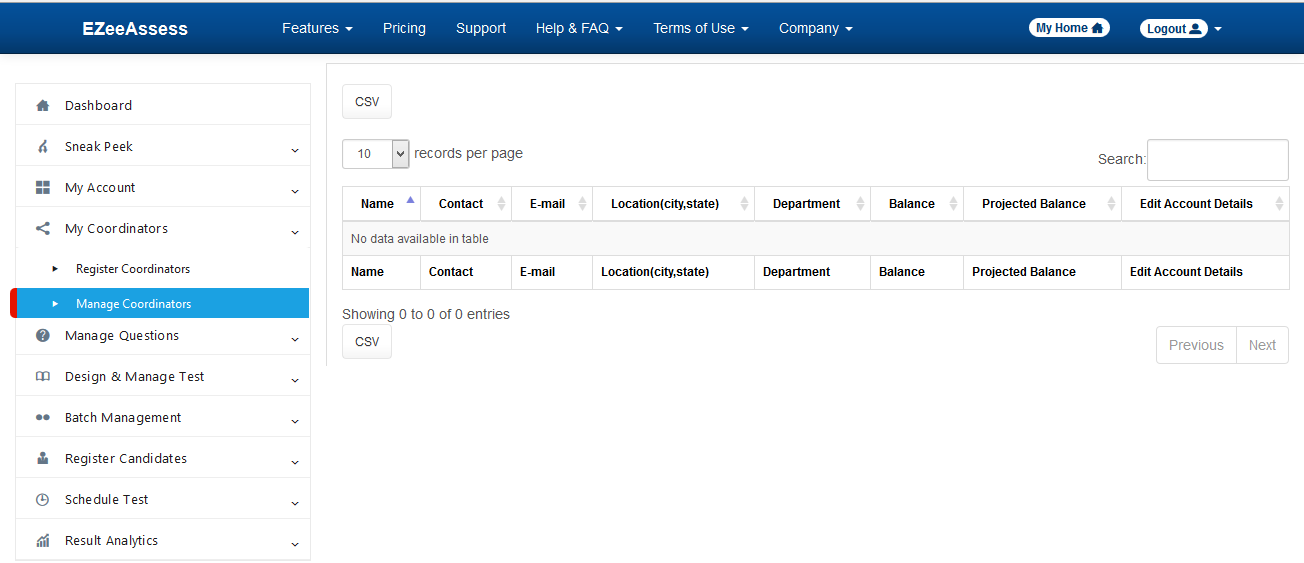 EZeeAssess Features Pricing Support Help & FAQ Terms of Use Company My Home Logout
Dashboard
Sneak Peek
My Account
My Coordinators
Register Coordinators
Manage Coordinators
Manage Questions
Design & Manage Test
Batch Management
Register Candidates
Schedule Test
Result Analytics
CSV
10 records per page
Search:
Name Contact E-mail Location(city,state) Department Balance Projected Balance Edit Account Details
No data available in table
Name Contact E-mail Location(city,state) Department Balance Projected Balance Edit Account Details
Showing 0 to 0 of 0 entries
CSV
Previous Next